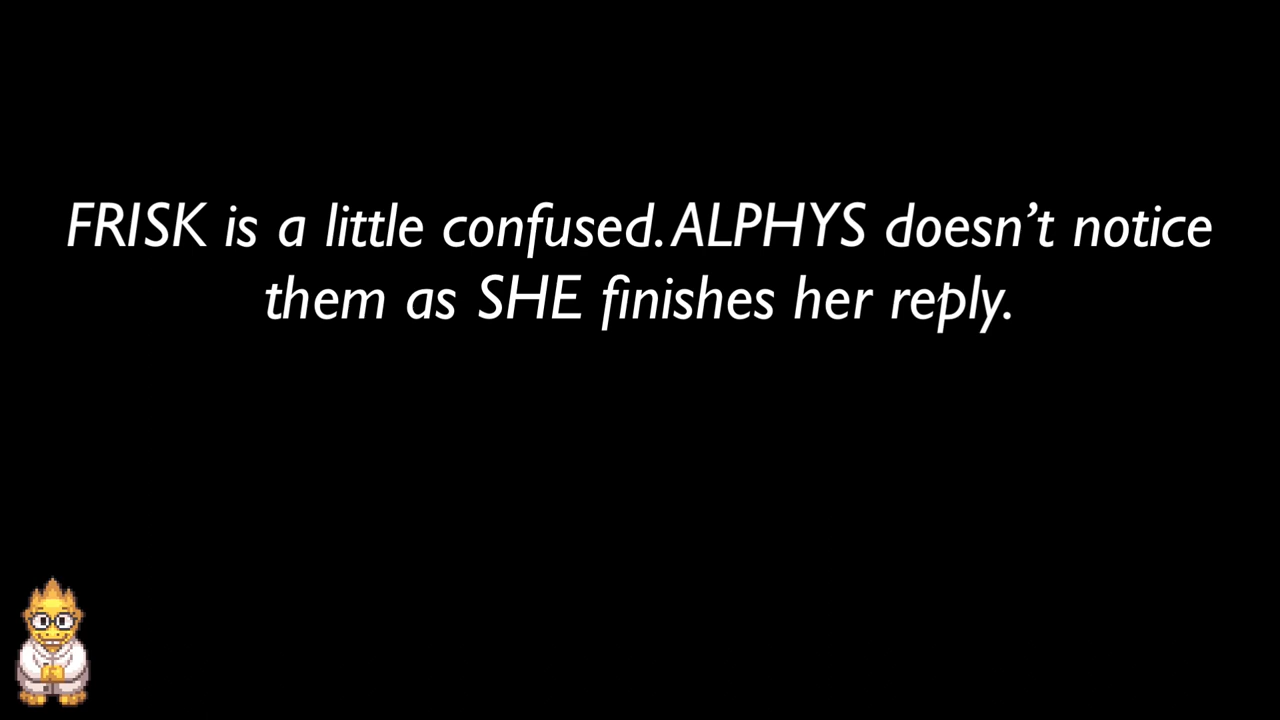 FRISK is a little confused. ALPHYS doesn’t notice
them as SHE finishes her reply.